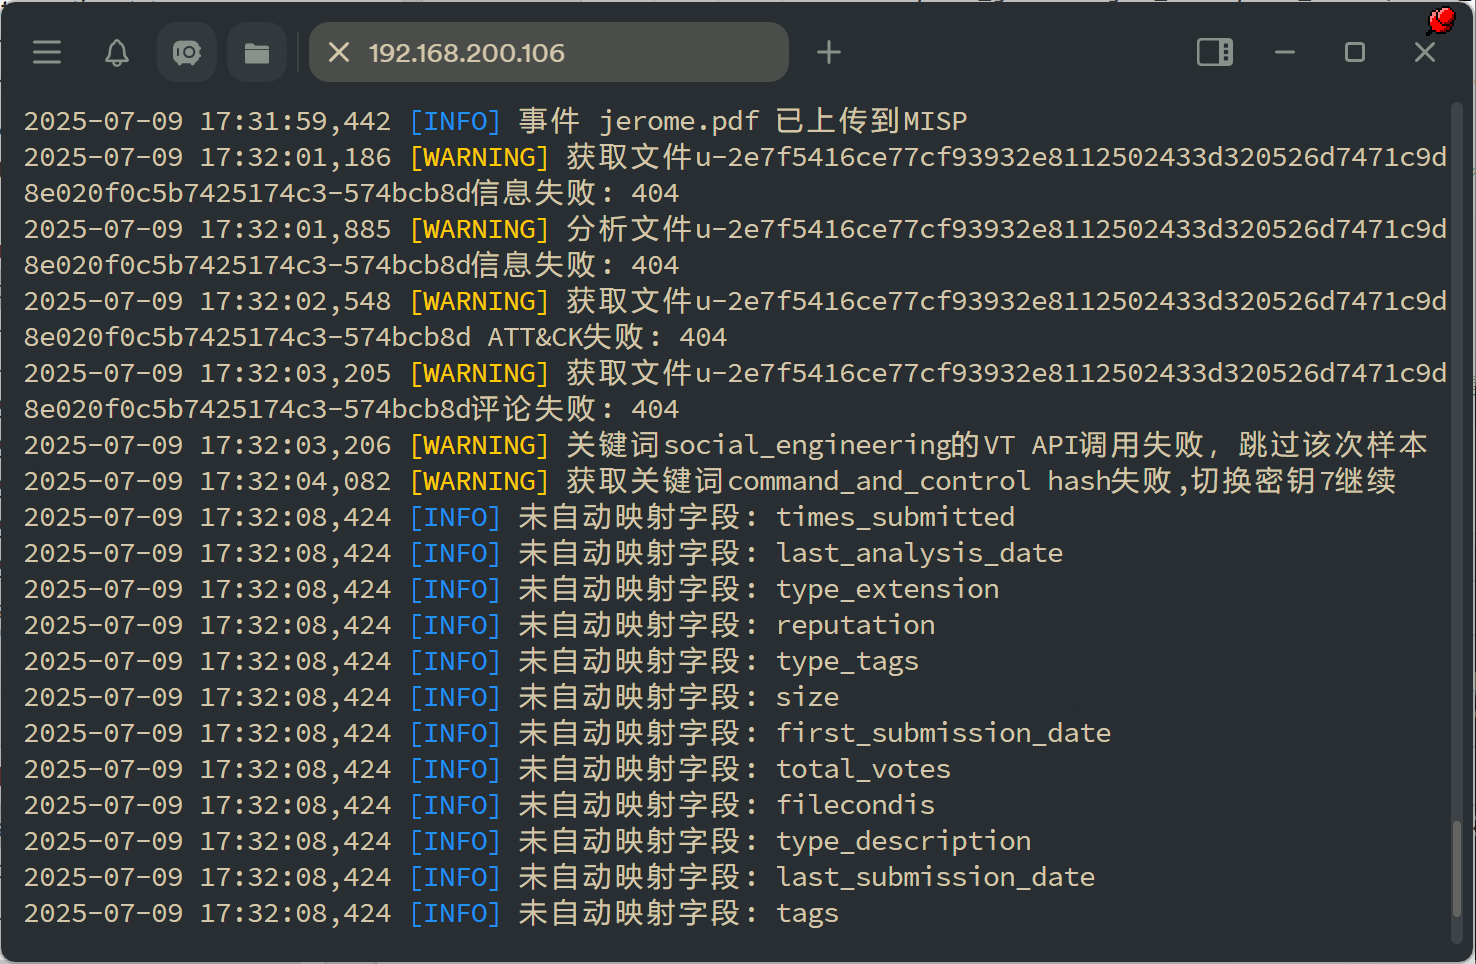 192.168.200.106
2025-07-09 17:31:59,442 [INFO] 事件 jerome.pdf 已上传到MISP
2025-07-09 17:32:01,186 [WARNING] 获取文件u-2e7f5416ce77cf93932e8112502433d320526d7471c9d
8e020f0c5b7425174c3-574bcb8d信息失败: 404
2025-07-09 17:32:01,885 [WARNING] 分析文件u-2e7f5416ce77cf93932e8112502433d320526d7471c9d
8e020f0c5b7425174c3-574bcb8d信息失败: 404
2025-07-09 17:32:02,548 [WARNING] 获取文件u-2e7f5416ce77cf93932e8112502433d320526d7471c9d
8e020f0c5b7425174c3-574bcb8d ATT&CK失败: 404
2025-07-09 17:32:03,205 [WARNING] 获取文件u-2e7f5416ce77cf93932e8112502433d320526d7471c9d
8e020f0c5b7425174c3-574bcb8d评论失败: 404
2025-07-09 17:32:03,206 [WARNING] 关键词social_engineering的VT API调用失败, 跳过该次样本
2025-07-09 17:32:04,082 [WARNING] 获取关键词command_and_control hash失败,切换密钥7继续
2025-07-09 17:32:08,424 [INFO] 未自动映射字段: times_submitted
2025-07-09 17:32:08,424 [INFO] 未自动映射字段: last_analysis_date
2025-07-09 17:32:08,424 [INFO] 未自动映射字段: type_extension
2025-07-09 17:32:08,424 [INFO] 未自动映射字段: reputation
2025-07-09 17:32:08,424 [INFO] 未自动映射字段: type_tags
2025-07-09 17:32:08,424 [INFO] 未自动映射字段: size
2025-07-09 17:32:08,424 [INFO] 未自动映射字段: first_submission_date
2025-07-09 17:32:08,424 [INFO] 未自动映射字段: total_votes
2025-07-09 17:32:08,424 [INFO] 未自动映射字段: filecondis
2025-07-09 17:32:08,424 [INFO] 未自动映射字段: type_description
2025-07-09 17:32:08,424 [INFO] 未自动映射字段: last_submission_date
2025-07-09 17:32:08,424 [INFO] 未自动映射字段: tags